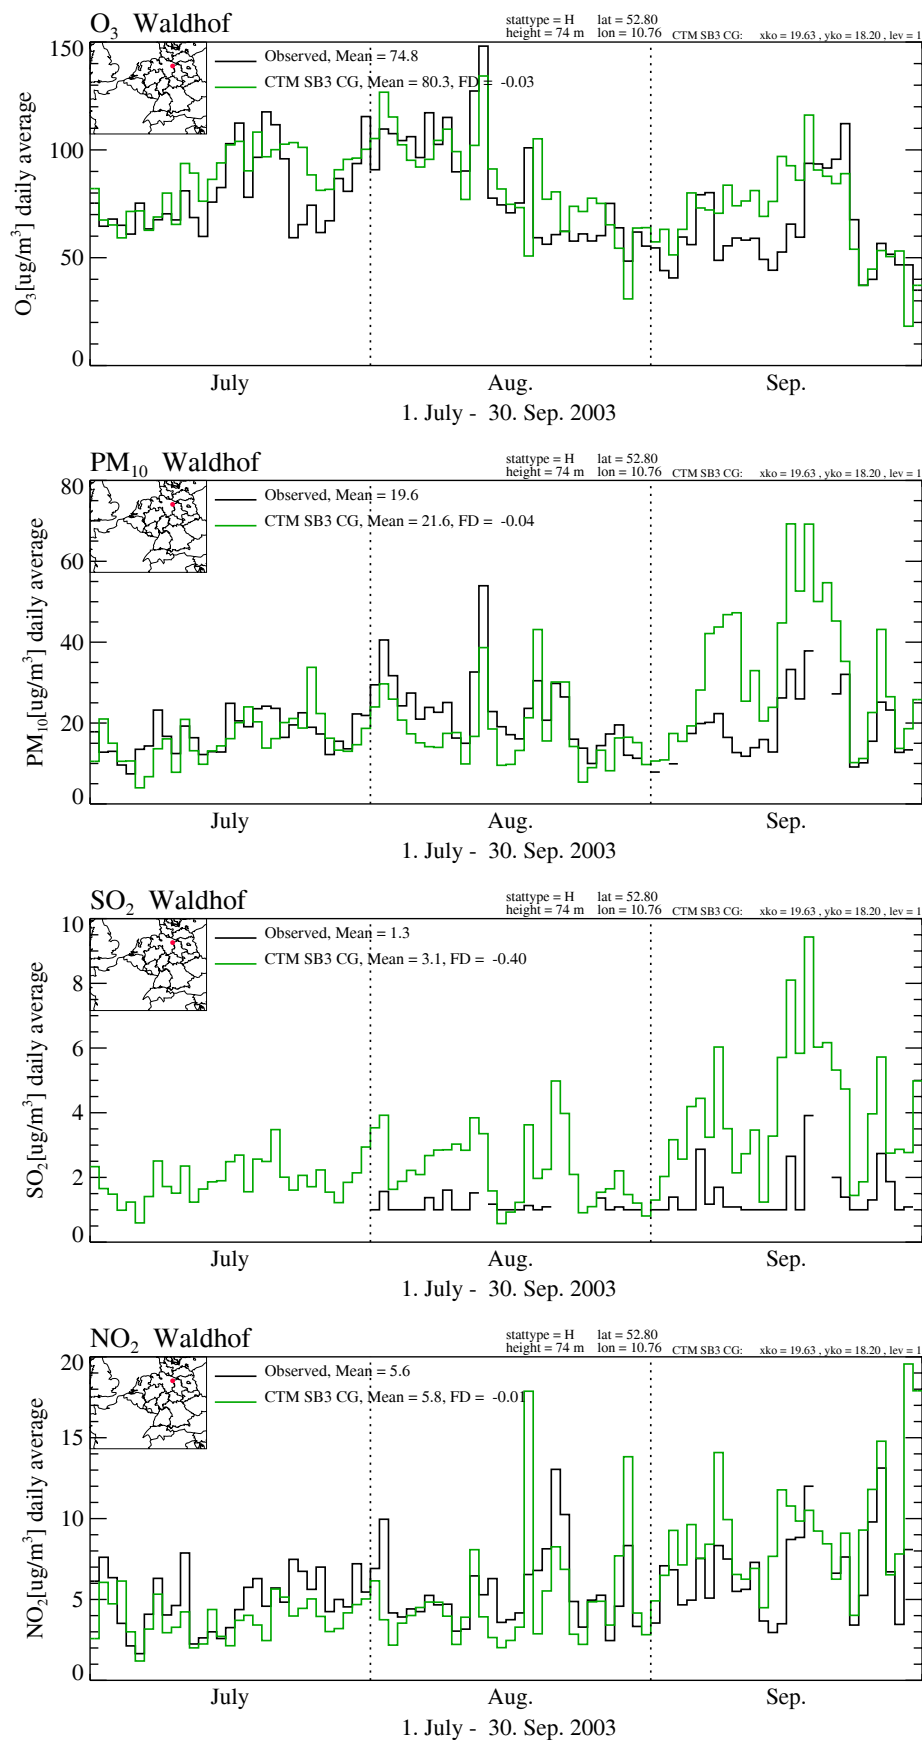 O3 Waldhof
stattype = H lat = 52.80
height = 74 m lon = 10.76 CTM SB3 CG: xko = 19.63 , yko = 18.20 , lev = 1
Observed, Mean = 74.8
CTM SB3 CG, Mean = 80.3, FD = -0.03
O3[ug/m3] daily average
150
100
50
0
July Aug. Sep.
1. July - 30. Sep. 2003
PM10 Waldhof
stattype = H lat = 52.80
height = 74 m lon = 10.76 CTM SB3 CG: xko = 19.63 , yko = 18.20 , lev = 1
Observed, Mean = 19.6
CTM SB3 CG, Mean = 21.6, FD = -0.04
PM10[ug/m3] daily average
80
60
40
20
0
July Aug. Sep.
1. July - 30. Sep. 2003
SO2 Waldhof
stattype = H lat = 52.80
height = 74 m lon = 10.76 CTM SB3 CG: xko = 19.63 , yko = 18.20 , lev = 1
Observed, Mean = 1.3
CTM SB3 CG, Mean = 3.1, FD = -0.40
SO2[ug/m3] daily average
10
8
6
4
2
0
July Aug. Sep.
1. July - 30. Sep. 2003
NO2 Waldhof
stattype = H lat = 52.80
height = 74 m lon = 10.76 CTM SB3 CG: xko = 19.63 , yko = 18.20 , lev = 1
Observed, Mean = 5.6
CTM SB3 CG, Mean = 5.8, FD = -0.01
NO2[ug/m3] daily average
20
15
10
5
0
July Aug. Sep.
1. July - 30. Sep. 2003